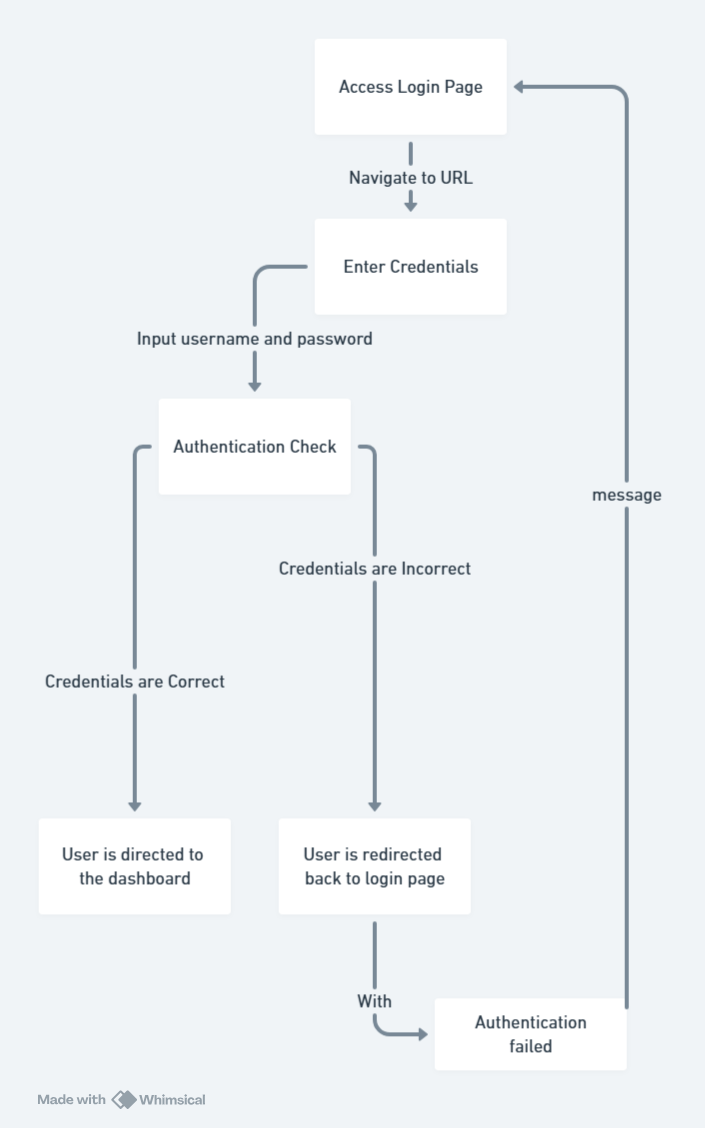 Access Login Page
Navigate to URL
Enter Credentials
Input username and password
Authentication Check
message
Credentials are Incorrect
Credentials are Correct
User is directed to
the dashboard
User is redirected
back to login page
With
Authentication
failed
Made with Whimsical